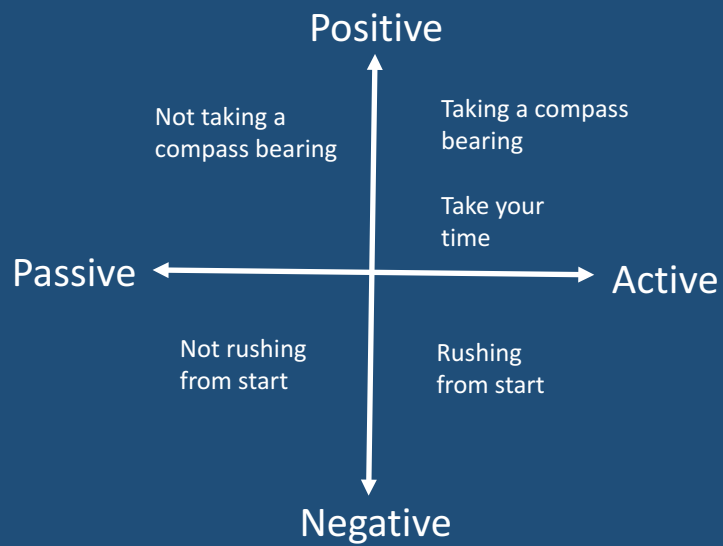 Positive
Not taking a
compass bearing
Taking a compass
bearing
Take your
time
Passive
Active
Not rushing
from start
Rushing
from start
Negative